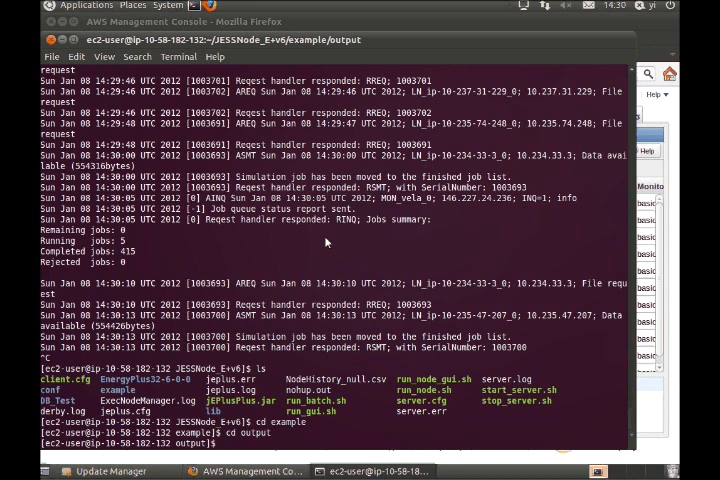 Applications Places System 14:30 yi
AWS Management Console - Mozilla Firefox
ec2-user@ip-10-58-182-132:~/JESSNode_E+v6/example/output
File Edit View Search Terminal Help
request
Sun Jan 08 14:29:46 UTC 2012 [1003701] Reqest handler responded: RREQ; 1003701
Sun Jan 08 14:29:46 UTC 2012 [1003702] AREQ Sun Jan 08 14:29:46 UTC 2012; LN_ip-10-237-31-229_0; 10.237.31.229; File
request
Sun Jan 08 14:29:46 UTC 2012 [1003702] Reqest handler responded: RREQ; 1003702
Sun Jan 08 14:29:48 UTC 2012 [1003691] AREQ Sun Jan 08 14:29:47 UTC 2012; LN_ip-10-235-74-248_0; 10.235.74.248; File
request
Sun Jan 08 14:29:48 UTC 2012 [1003691] Reqest handler responded: RREQ; 1003691
Sun Jan 08 14:30:00 UTC 2012 [1003693] ASMT Sun Jan 08 14:30:00 UTC 2012; LN_ip-10-234-33-3_0; 10.234.33.3; Data avai
lable (554316bytes)
Sun Jan 08 14:30:00 UTC 2012 [1003693] Simulation job has been moved to the finished job list.
Sun Jan 08 14:30:00 UTC 2012 [1003693] Reqest handler responded: RSMT; with SerialNumber: 1003693
Sun Jan 08 14:30:05 UTC 2012 [0] AINQ Sun Jan 08 14:30:05 UTC 2012; MON_vela_0; 146.227.24.236; INQ=1; info
Sun Jan 08 14:30:05 UTC 2012 [-1] Job queue status report sent.
Sun Jan 08 14:30:05 UTC 2012 [0] Reqest handler responded: RINQ; Jobs summary:
Remaining jobs: 0
Running jobs: 5
Completed jobs: 415
Rejected jobs: 0
Sun Jan 08 14:30:10 UTC 2012 [1003693] AREQ Sun Jan 08 14:30:10 UTC 2012; LN_ip-10-234-33-3_0; 10.234.33.3; File requ
est
Sun Jan 08 14:30:10 UTC 2012 [1003693] Reqest handler responded: RREQ; 1003693
Sun Jan 08 14:30:13 UTC 2012 [1003700] ASMT Sun Jan 08 14:30:13 UTC 2012; LN_ip-10-235-47-207_0; 10.235.47.207; Data
available (554426bytes)
Sun Jan 08 14:30:13 UTC 2012 [1003700] Simulation job has been moved to the finished job list.
Sun Jan 08 14:30:13 UTC 2012 [1003700] Reqest handler responded: RSMT; with SerialNumber: 1003700
^C
[ec2-user@ip-10-58-182-132 JESSNode_E+v6]$ ls
client.cfg EnergyPlus32-6-0-0 jeplus.err NodeHistory_null.csv run_node_gui.sh server.log
conf example jeplus.log nohup.out run_node.sh start_server.sh
DB_Test ExecNodeManager.log jEPlusPlus.jar run_batch.sh server.cfg stop_server.sh
derby.log jeplus.cfg lib run_gui.sh server.err
[ec2-user@ip-10-58-182-132 JESSNode_E+v6]$ cd example
[ec2-user@ip-10-58-182-132 example]$ cd output
[ec2-user@ip-10-58-182-132 output]$
Help
Help
Monito
basic
basic
basic
basic
basic
basic
basic
basic
basic
Update Manager AWS Management Co... ec2-user@ip-10-58-18...